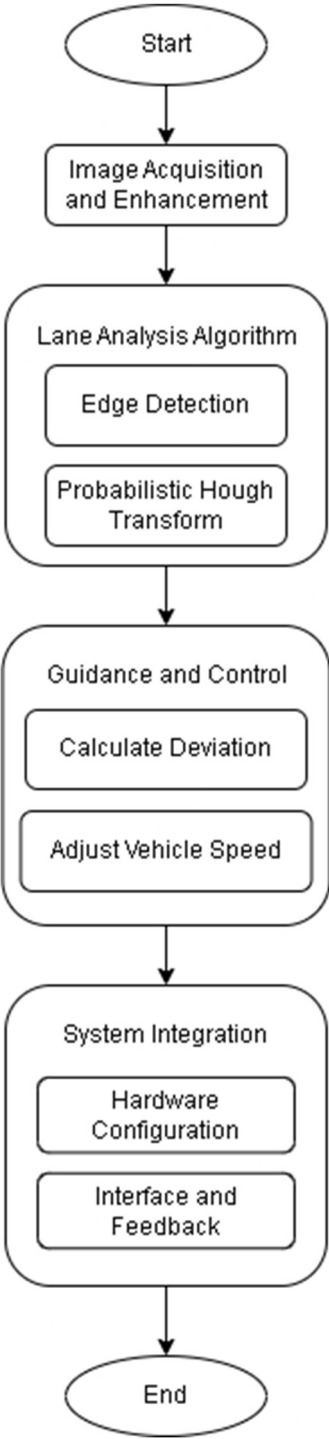 Start
Image Acquisition
and Enhancement
Lane Analysis Algorithm
Edge Detection
Probabilistic Hough
Transform
Guidance and Control
Calculate Deviation
Adjust Vehicle Speed
System Integration
Hardware
Configuration
Interface and
Feedback
End